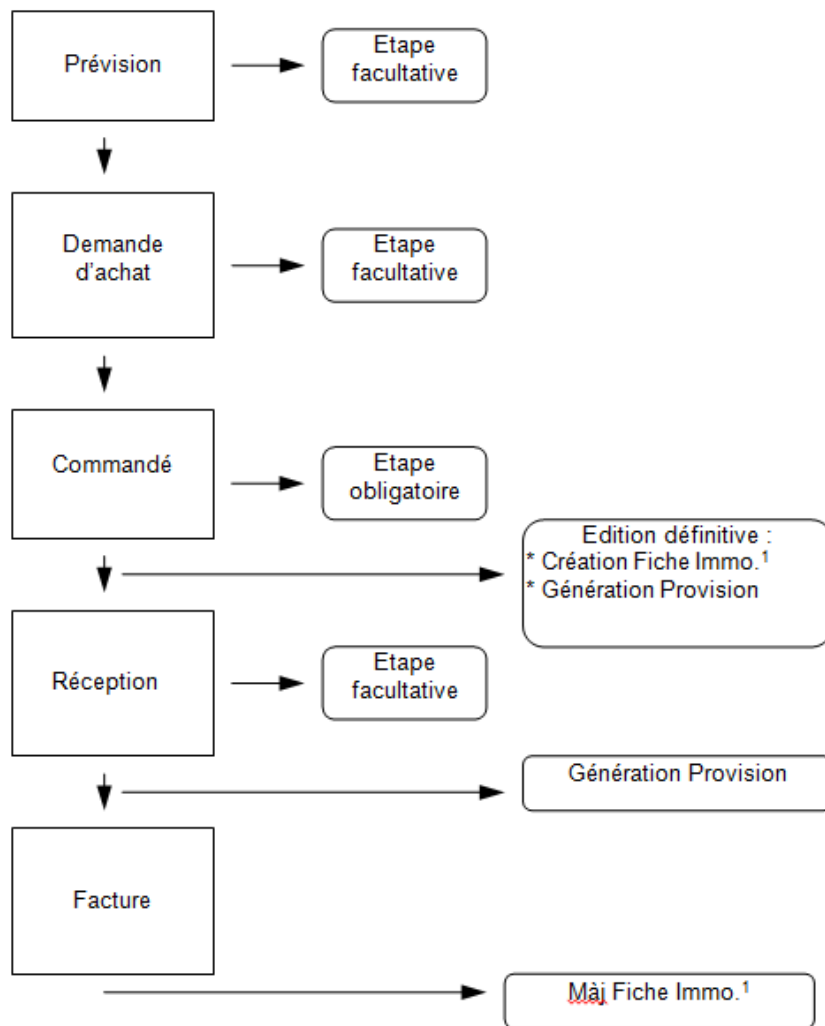 Prévision
Etape
facultative
Demande
d'achat
Etape
facultative
Commandé
Etape
obligatoire
Edition définitive :
* Création Fiche Immo.¹
* Génération Provision
Réception
Etape
facultative
Génération Provision
Facture
Màj Fiche Immo.¹